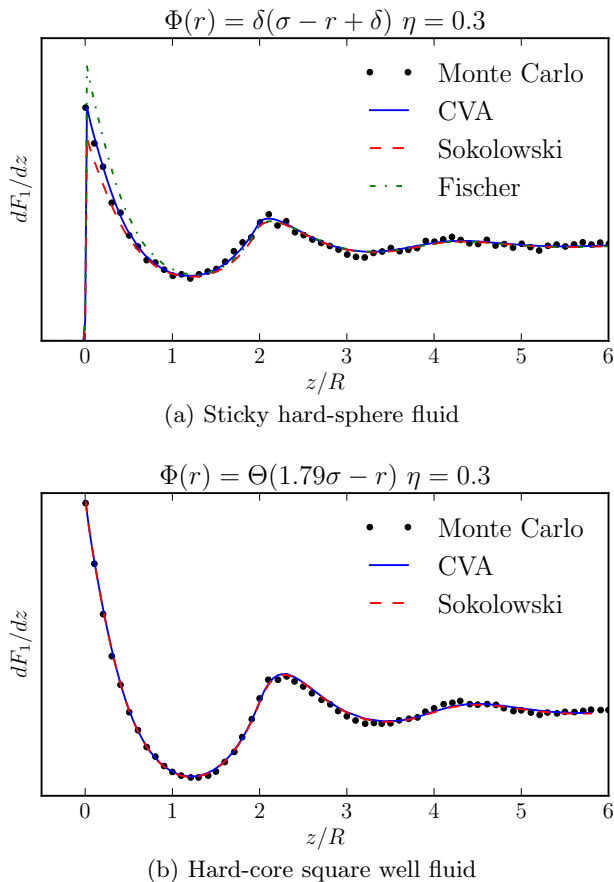 Φ(r) = δ(σ − r + δ) η = 0.3
Monte Carlo
CVA
Sokolowski
Fischer
dF₁/dz
0 1 2 3 4 5 6
z/R
(a) Sticky hard-sphere fluid
Φ(r) = Θ(1.79σ − r) η = 0.3
Monte Carlo
CVA
Sokolowski
dF₁/dz
0 1 2 3 4 5 6
z/R
(b) Hard-core square well fluid